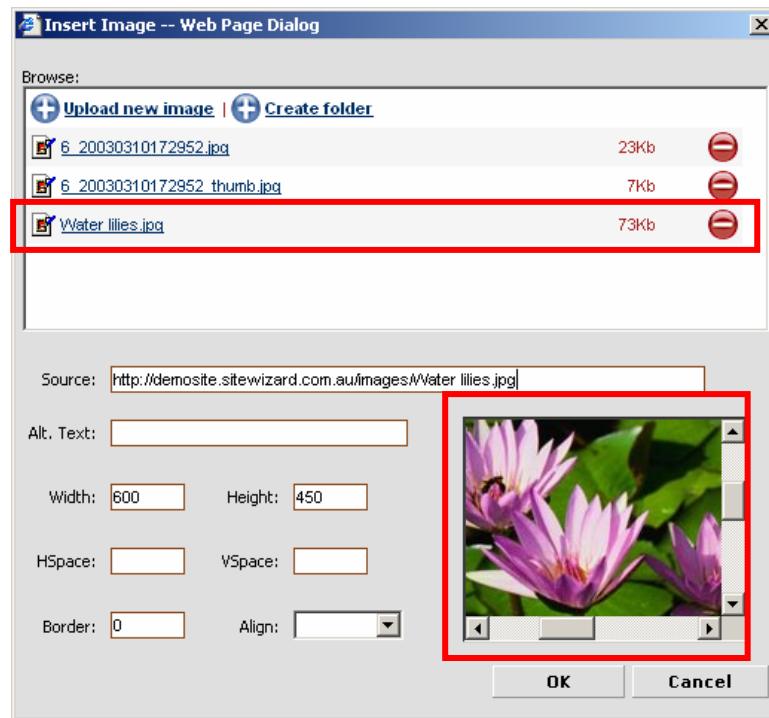 Insert Image -- Web Page Dialog
Browse:
Upload new image | Create folder
6_20030310172952.jpg 23Kb
6_20030310172952_thumb.jpg 7Kb
Water lilies.jpg 73Kb
Source: http://demosite.sitewizard.com.au/images/Water lilies.jpg
Alt. Text:
Width: 600 Height: 450
HSpace: VSpace:
Border: 0 Align:
OK Cancel